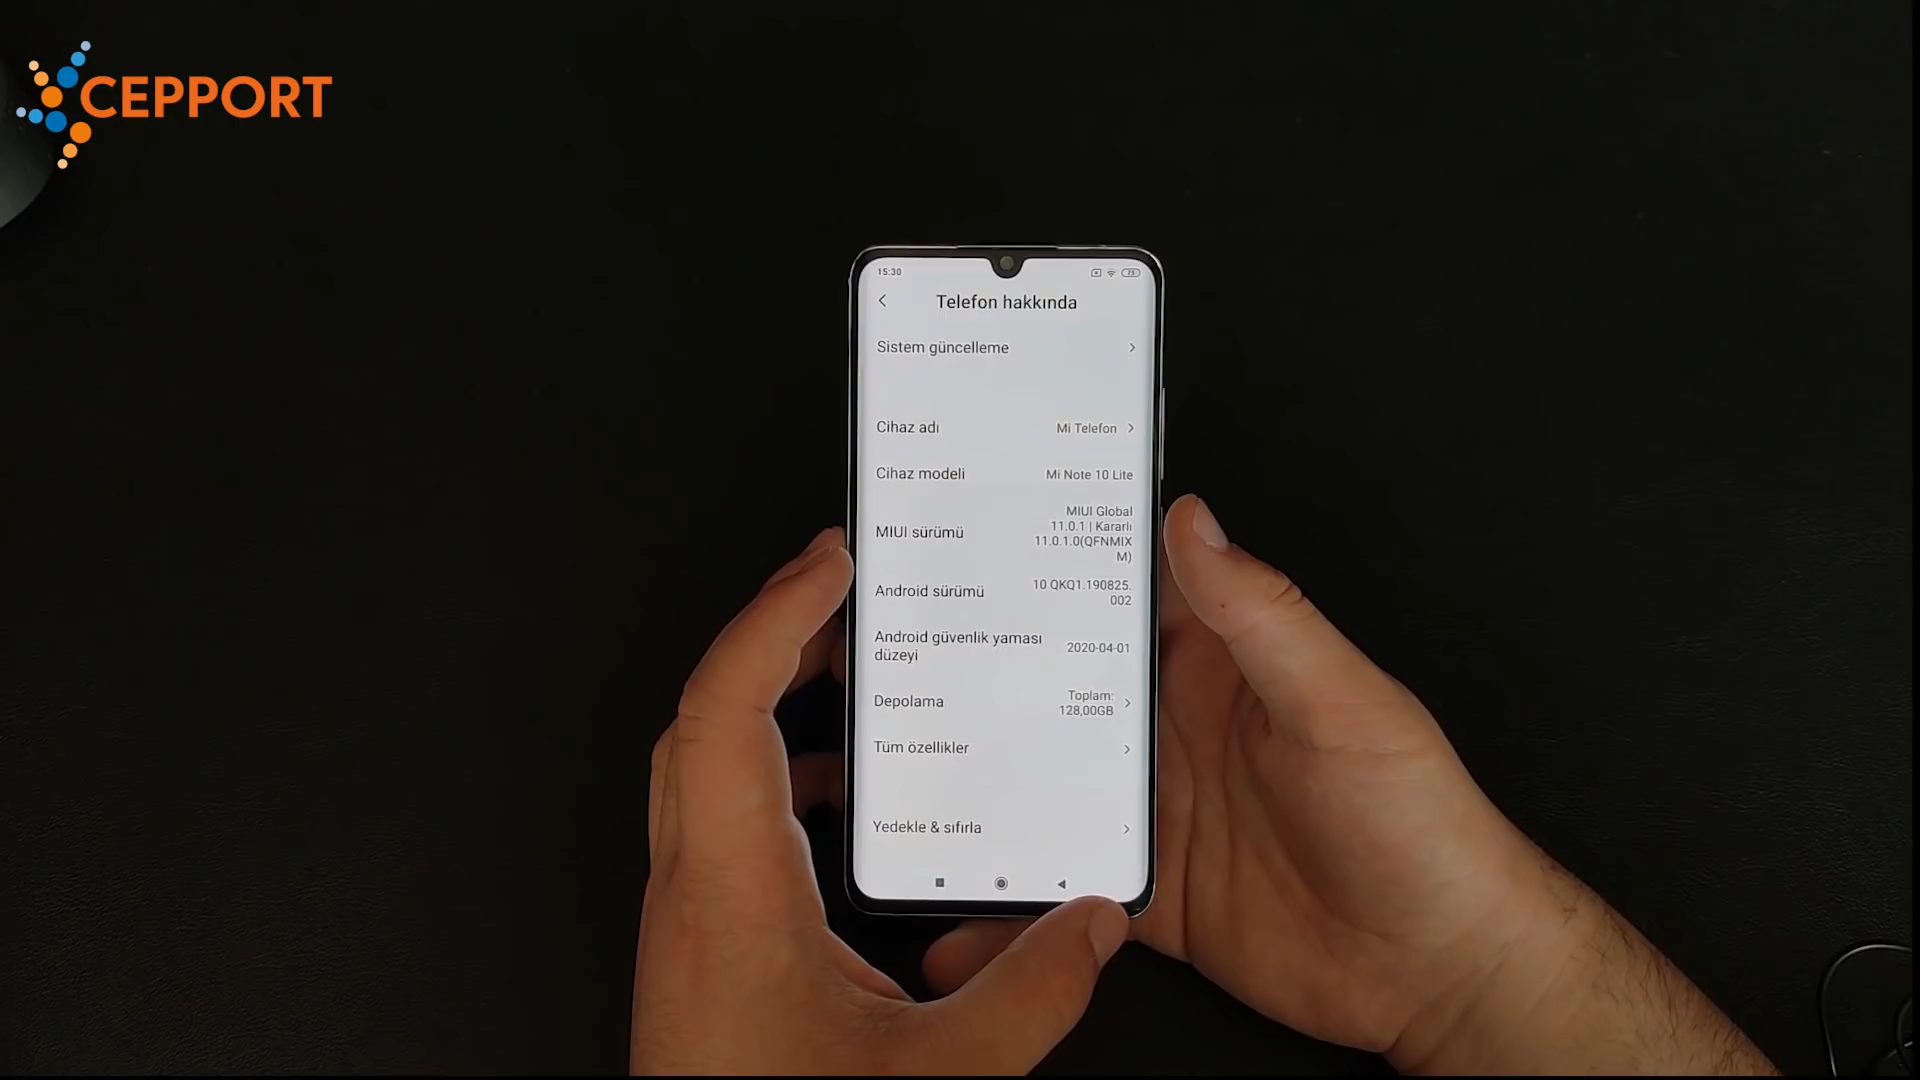 CEPPORT
15:30
73
Telefon hakkında
Sistem güncelleme
Cihaz adı
Mi Telefon
Cihaz modeli
Mi Note 10 Lite
MIUI sürümü
MIUI Global
11.0.1 | Kararlı
11.0.1.0(QFNMIX
M)
Android sürümü
10 QKQ1.190825.
002
Android güvenlik yaması
düzeyi
2020-04-01
Depolama
Toplam:
128,00GB
Tüm özellikler
Yedekle & sıfırla